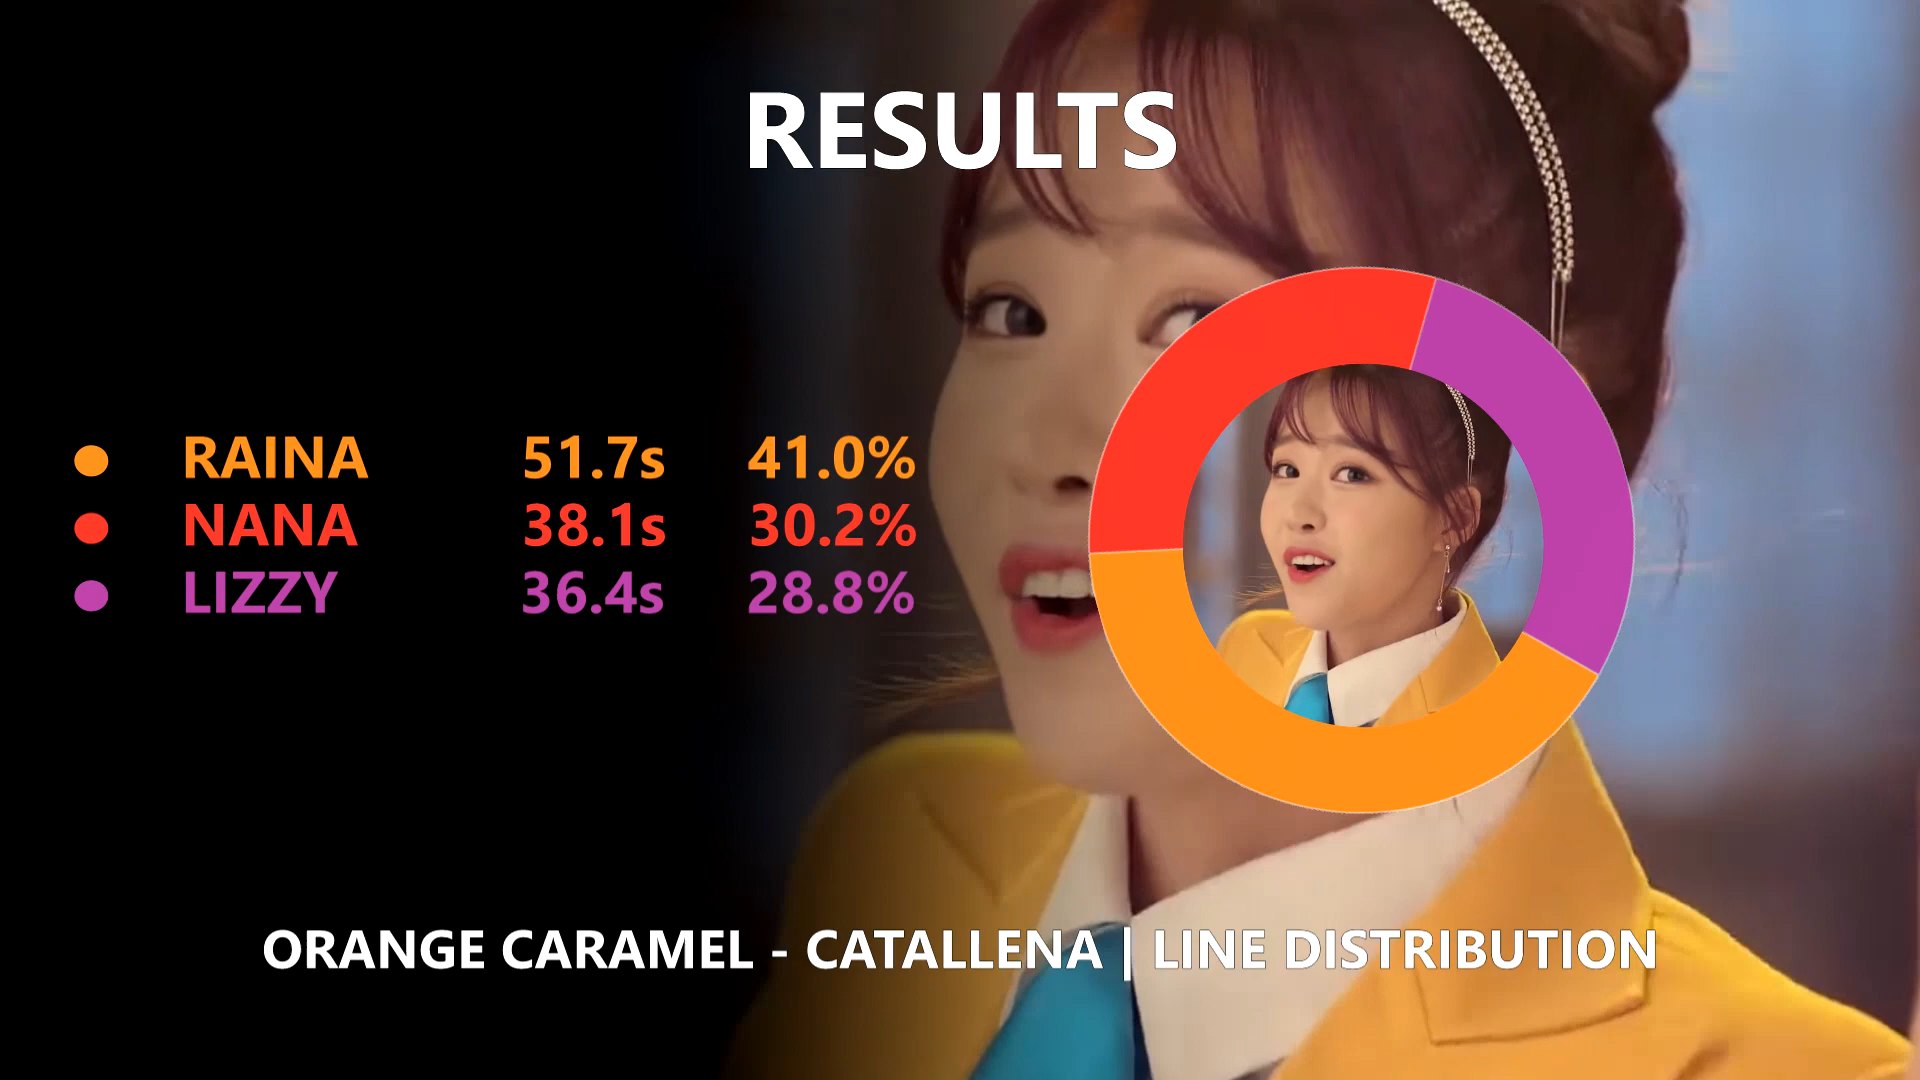 RESULTS
RAINA 51.7s 41.0%
NANA 38.1s 30.2%
LIZZY 36.4s 28.8%
ORANGE CARAMEL - CATALLENA | LINE DISTRIBUTION